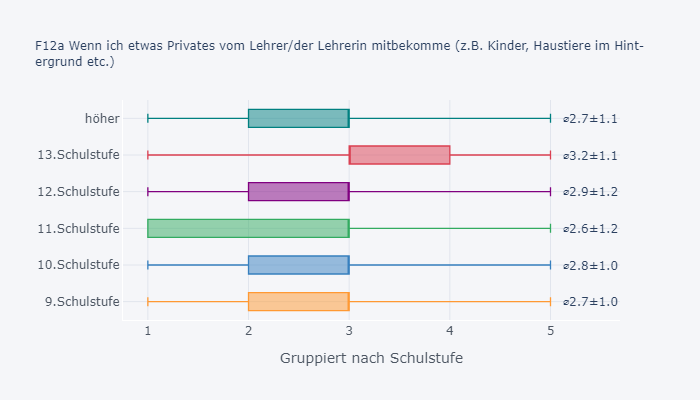 F12a Wenn ich etwas Privates vom Lehrer/der Lehrerin mitbekomme (z.B. Kinder, Haustiere im Hint-
ergrund etc.)
höher ⌀2.7±1.1
13.Schulstufe ⌀3.2±1.1
12.Schulstufe ⌀2.9±1.2
11.Schulstufe ⌀2.6±1.2
10.Schulstufe ⌀2.8±1.0
9.Schulstufe ⌀2.7±1.0
1 2 3 4 5
Gruppiert nach Schulstufe